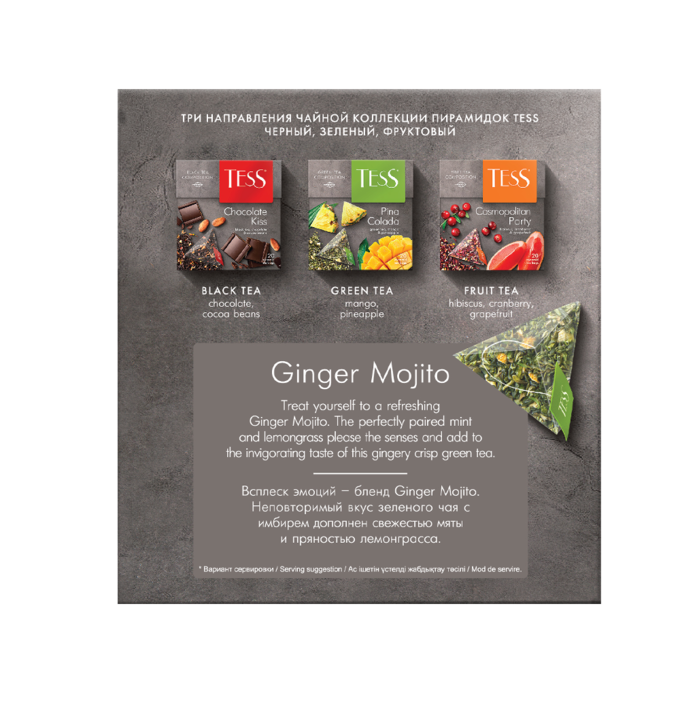 ТРИ НАПРАВЛЕНИЯ ЧАЙНОЙ КОЛЛЕКЦИИ ПИРАМИДОК TESS
ЧЕРНЫЙ, ЗЕЛЕНЫЙ, ФРУКТОВЫЙ
TESS
Chocolate
Kiss
20
TESS
Pina
Colada
TESS
Cosmopolitan
Party
20
BLACK TEA
chocolate,
cocoa beans
GREEN TEA
mango,
pineapple
FRUIT TEA
hibiscus, cranberry,
grapefruit
TESS
Ginger Mojito
Treat yourself to a refreshing
Ginger Mojito. The perfectly paired mint
and lemongrass please the senses and add to
the invigorating taste of this gingery crisp green tea.
Всплеск эмоций – бленд Ginger Mojito.
Неповторимый вкус зеленого чая с
имбирем дополнен свежестью мяты
и пряностью лемонграсса.
* Вариант сервировки / Serving suggestion / Ас ішетін үстелді жабдықтау тәсіні / Mod de servire.